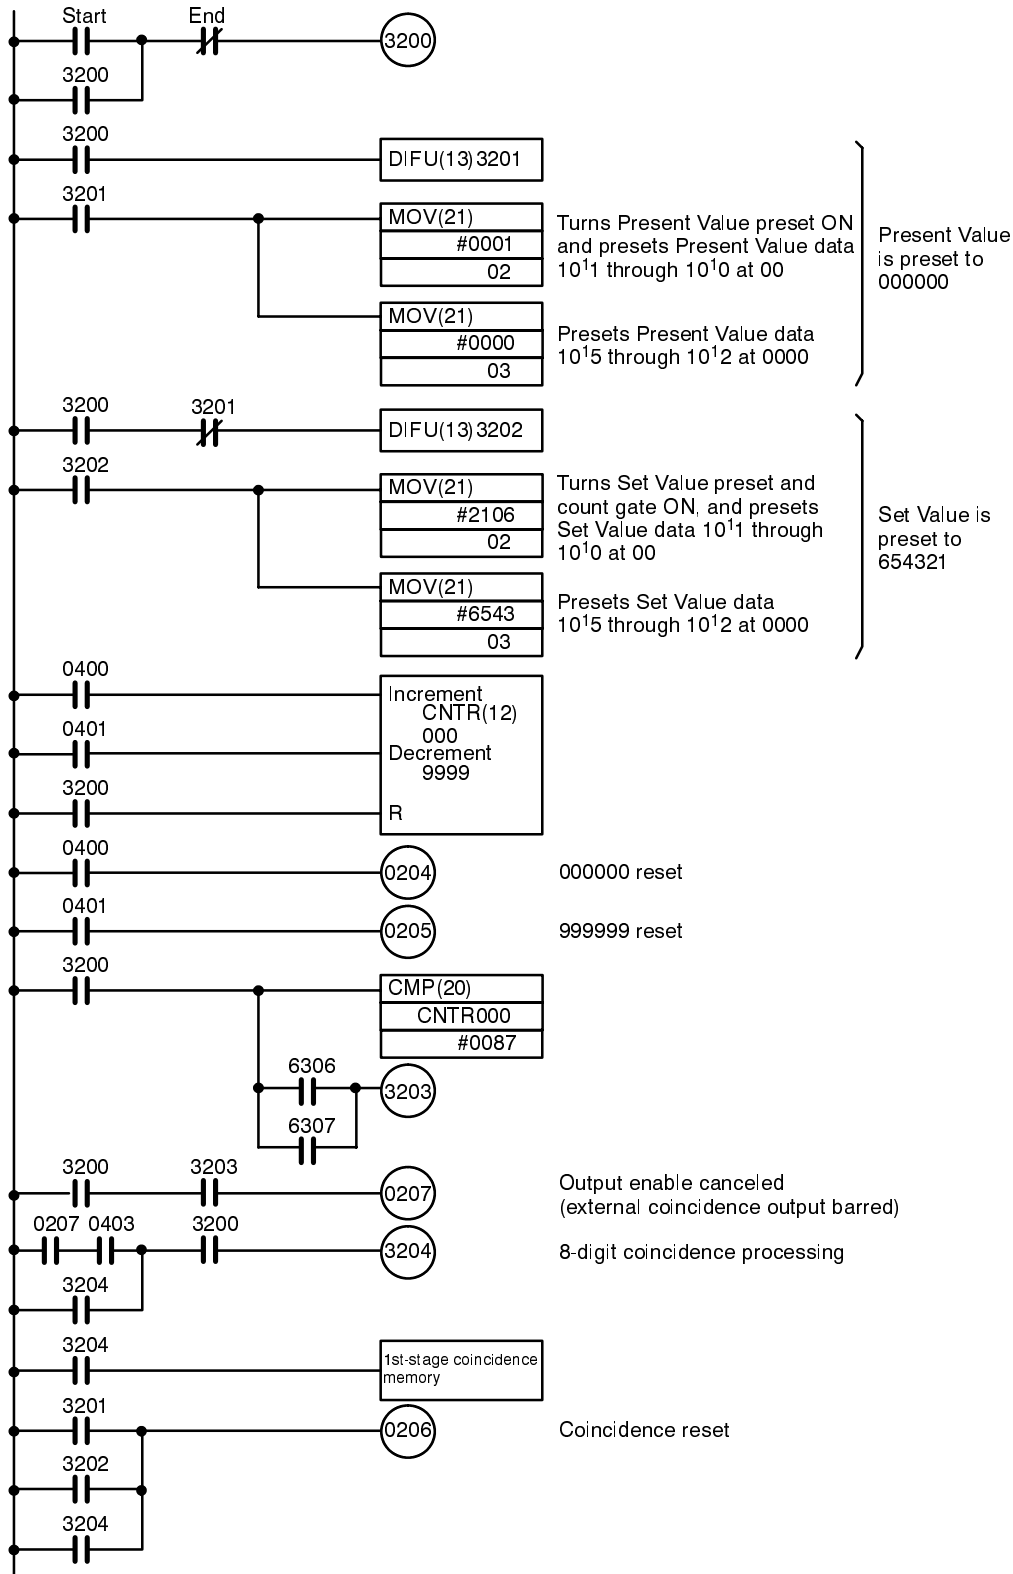 Start End
3200
3200
3200
DIFU(13) 3201
3201
MOV(21)
#0001
02
Turns Present Value preset ON
and presets Present Value data
10¹1 through 10¹0 at 00
MOV(21)
#0000
03
Presets Present Value data
10¹5 through 10¹2 at 0000
Present Value
is preset to
000000
3200 3201
DIFU(13) 3202
3202
MOV(21)
#2106
02
Turns Set Value preset and
count gate ON, and presets
Set Value data 10¹1 through
10¹0 at 00
MOV(21)
#6543
03
Presets Set Value data
10¹5 through 10¹2 at 0000
Set Value is
preset to
654321
0400
Increment
CNTR(12)
000
0401
Decrement
9999
3200
R
0400
0204
000000 reset
0401
0205
999999 reset
3200
CMP(20)
CNTR000
#0087
6306
3203
6307
3200 3203
0207
Output enable canceled
(external coincidence output barred)
0207 0403 3200
3204
8-digit coincidence processing
3204
3204
1st-stage coincidence
memory
3201
0206
Coincidence reset
3202
3204